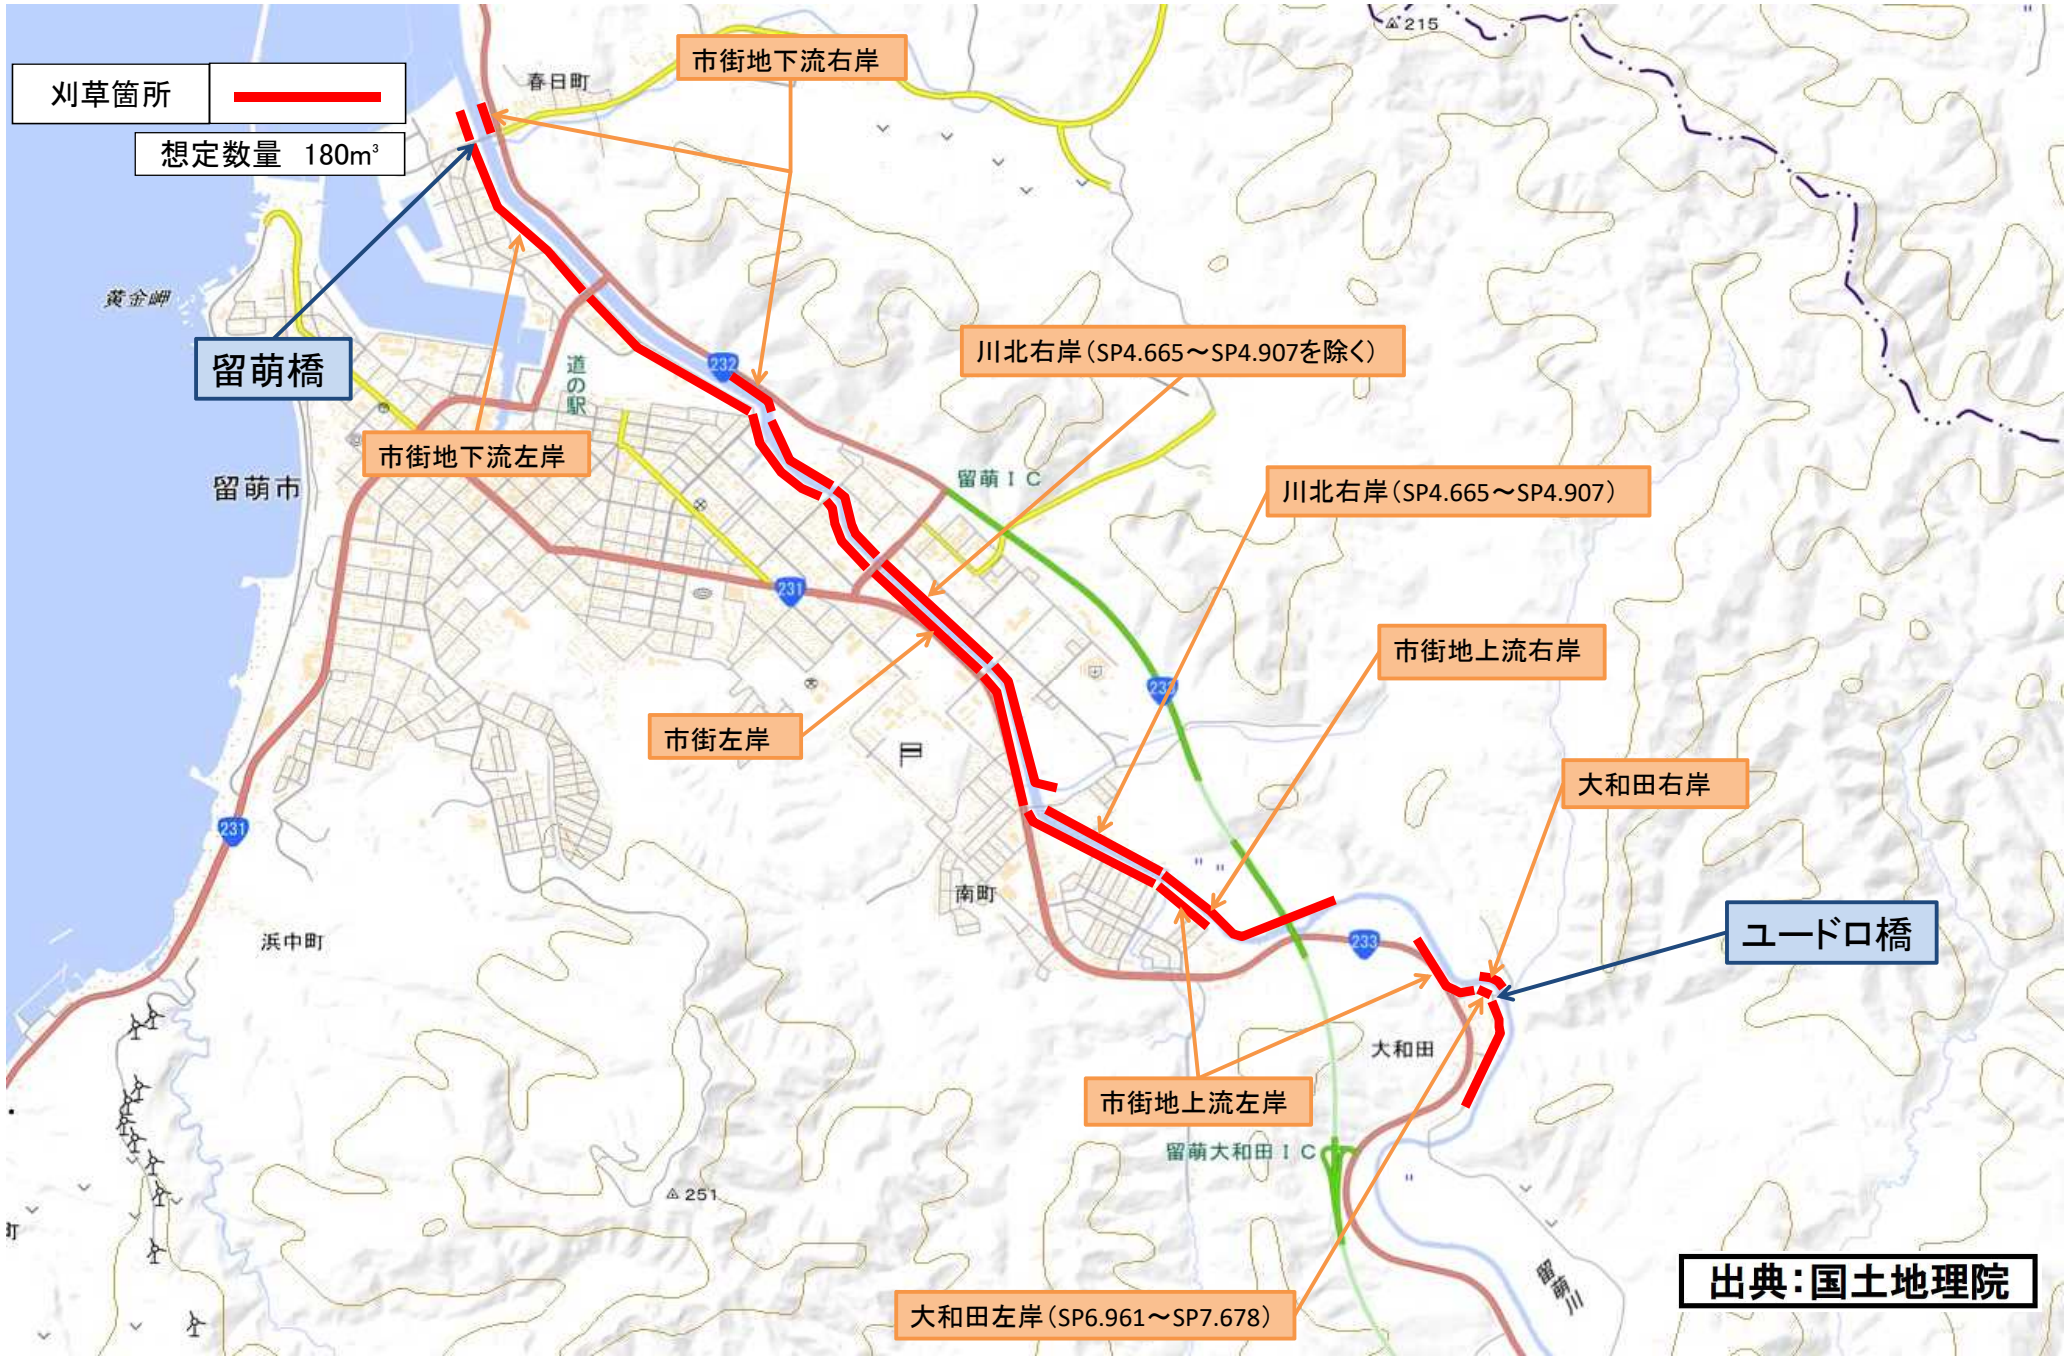 215
市街地下流右岸
春日町
刈草箇所
想定数量 180m³
黄金岬
留萌橋
道の駅
232
川北右岸(SP4.665~SP4.907を除く)
市街地下流左岸
留萌市
留萌IC
川北右岸(SP4.665~SP4.907)
231
市街地上流右岸
233
市街左岸
大和田右岸
231
南町
浜中町
ユードロ橋
233
大和田
市街地上流左岸
留萌大和田IC
251
町
留萌川
出典:国土地理院
大和田左岸(SP6.961~SP7.678)